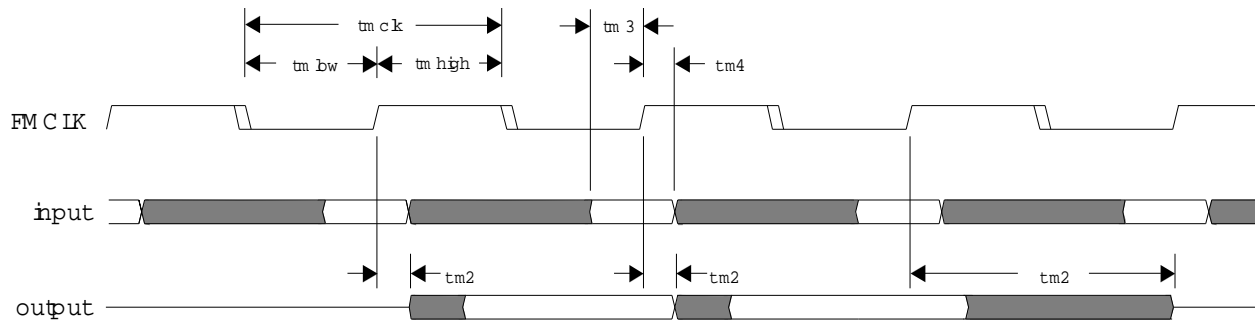 tmclk
tm3
tmlow
tmhigh
tm4
FMCLK
input
tm2
tm2
tm2
output